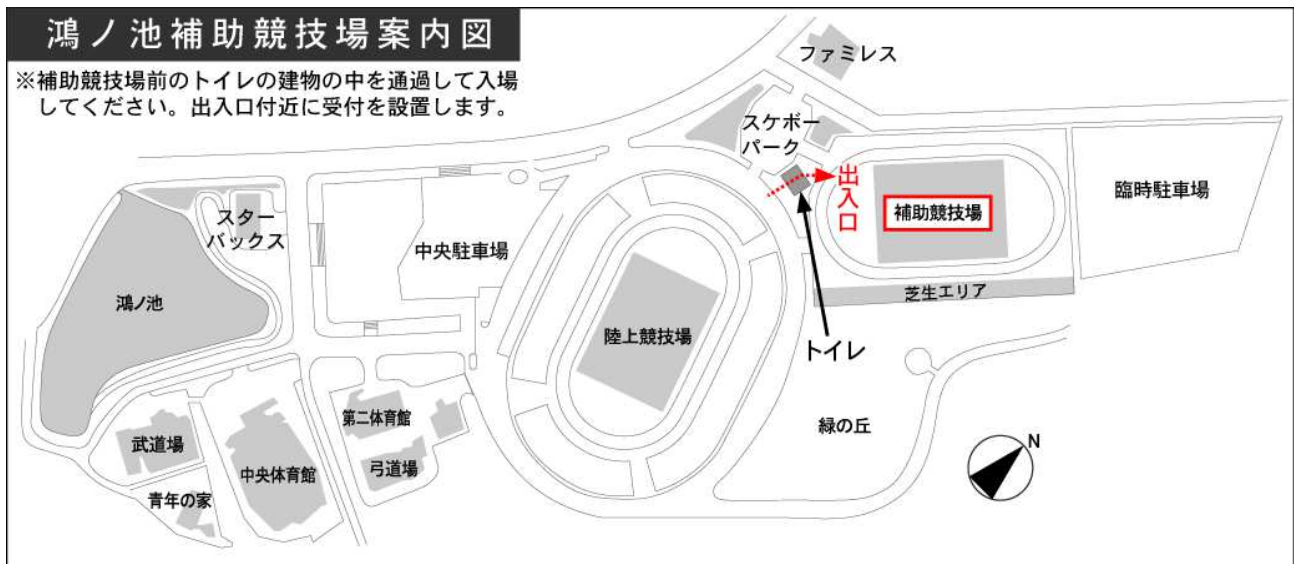 鴻ノ池補助競技場案内図
※補助競技場前のトイレの建物の中を通過して入場
してください。出入口付近に受付を設置します。
ファミレス
スケボー
パーク
出入口
補助競技場
臨時駐車場
芝生エリア
スター
バックス
中央駐車場
鴻ノ池
陸上競技場
トイレ
緑の丘
N
第二体育館
弓道場
武道場
中央体育館
青年の家